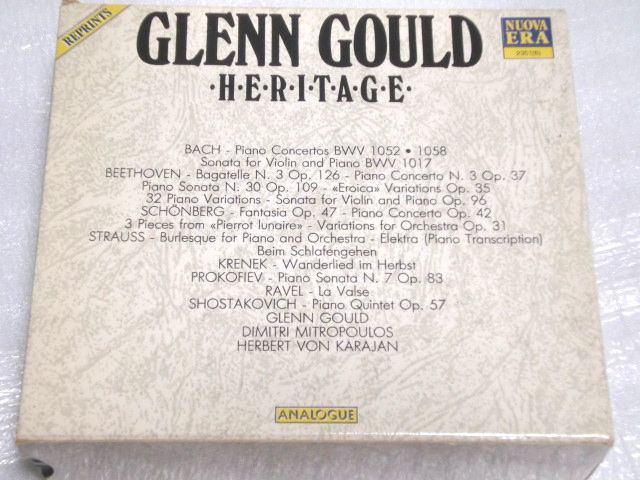 REPRINTS
GLENN GOULD
·H·E·R·I·T·A·G·E·
NUOVA
ERA
BACH - Piano Concertos BWV 1052 • 1058
Sonata for Violin and Piano BWV 1017
BEETHOVEN - Bagatelle N. 3 Op. 126 - Piano Concerto N. 3 Op. 37
Piano Sonata N. 30 Op. 109 - «Eroica» Variations Op. 35
32 Piano Variations - Sonata for Violin and Piano Op. 96
SCHÖNBERG - Fantasia Op. 47 - Piano Concerto Op. 42
3 Pieces from «Pierrot lunaire» - Variations for Orchestra Op. 31
STRAUSS - Burlesque for Piano and Orchestra - Elektra (Piano Transcription)
Beim Schlafengehen
KRENEK - Wanderlied im Herbst
PROKOFIEV - Piano Sonata N. 7 Op. 83
RAVEL - La Valse
SHOSTAKOVICH - Piano Quintet Op. 57
GLENN GOULD
DIMITRI MITROPOULOS
HERBERT VON KARAJAN
ANALOGUE